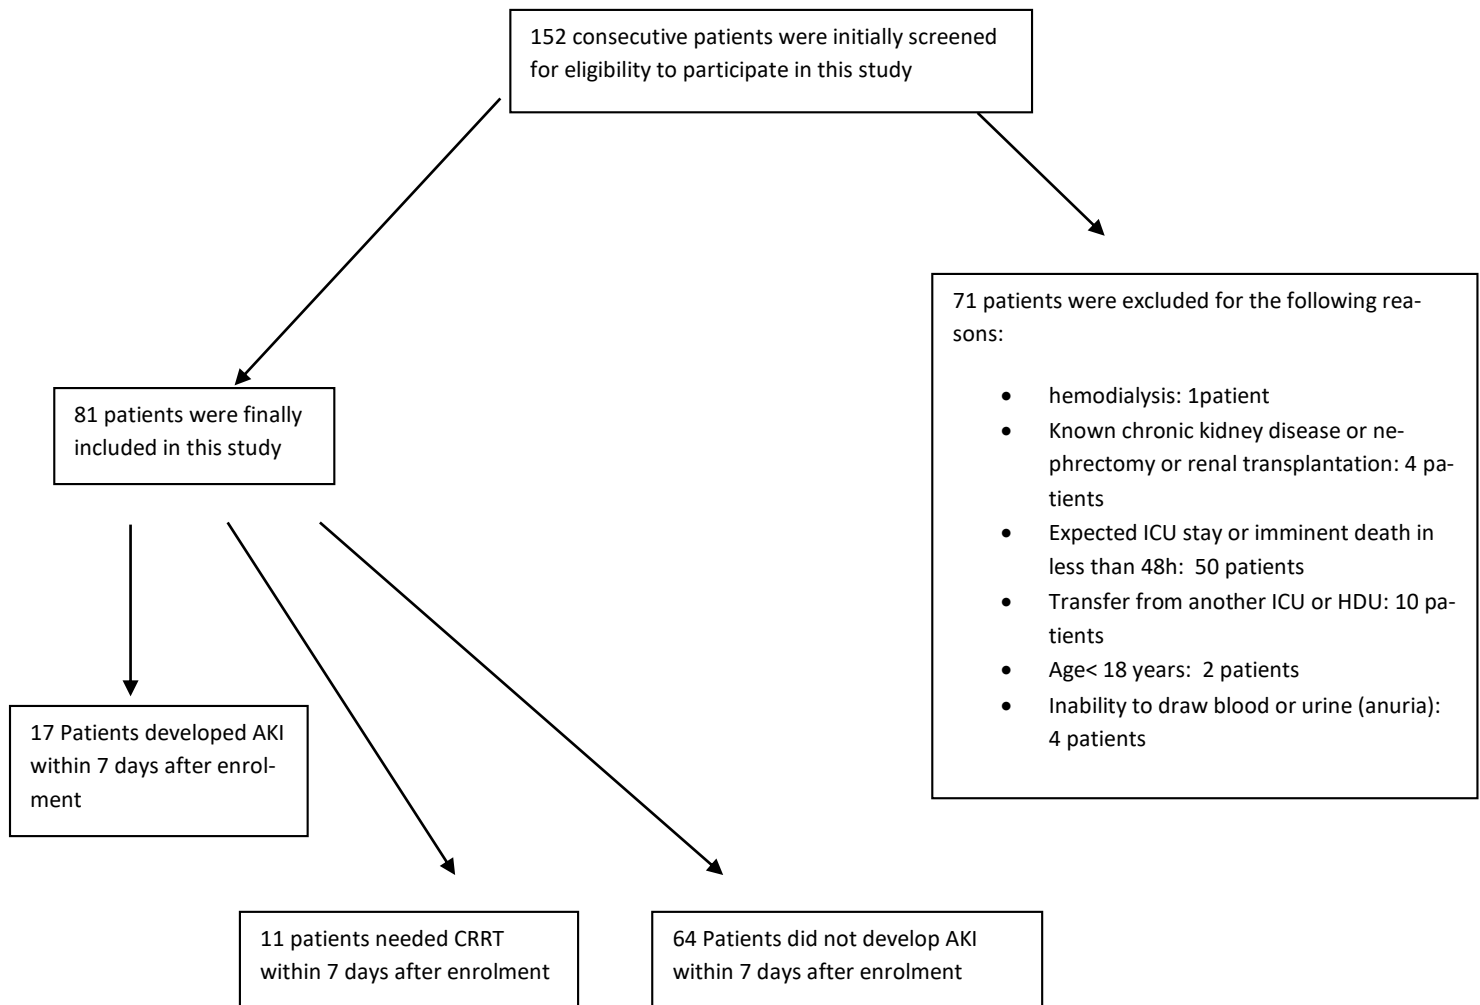 152 consecutive patients were initially screened
for eligibility to participate in this study
71 patients were excluded for the following rea-
sons:
• hemodialysis: 1patient
• Known chronic kidney disease or ne-
phrectomy or renal transplantation: 4 pa-
tients
• Expected ICU stay or imminent death in
less than 48h:  50 patients
• Transfer from another ICU or HDU: 10 pa-
tients
• Age< 18 years:  2 patients
• Inability to draw blood or urine (anuria):
4 patients
81 patients were finally
included in this study
17 Patients developed AKI
within 7 days after enrol-
ment
11 patients needed CRRT
within 7 days after enrolment
64 Patients did not develop AKI
within 7 days after enrolment